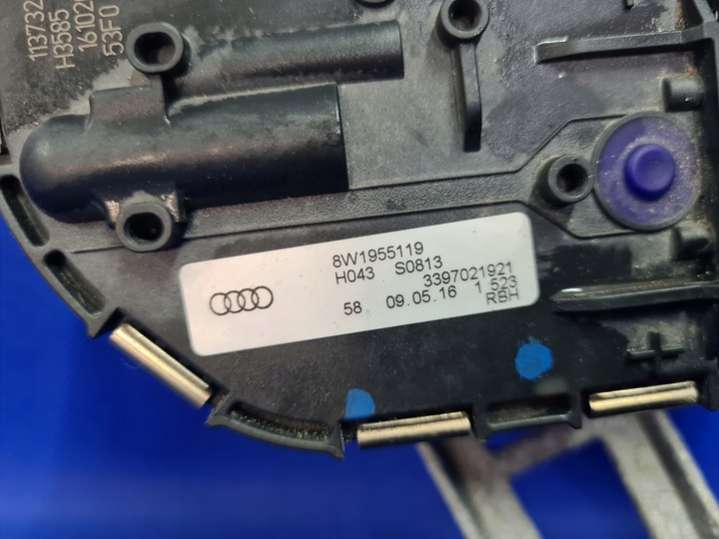 113732
H3585
16102
53F0
8W1955119
H043 S0813
3397021921
58 09.05.16 1 523
RBH